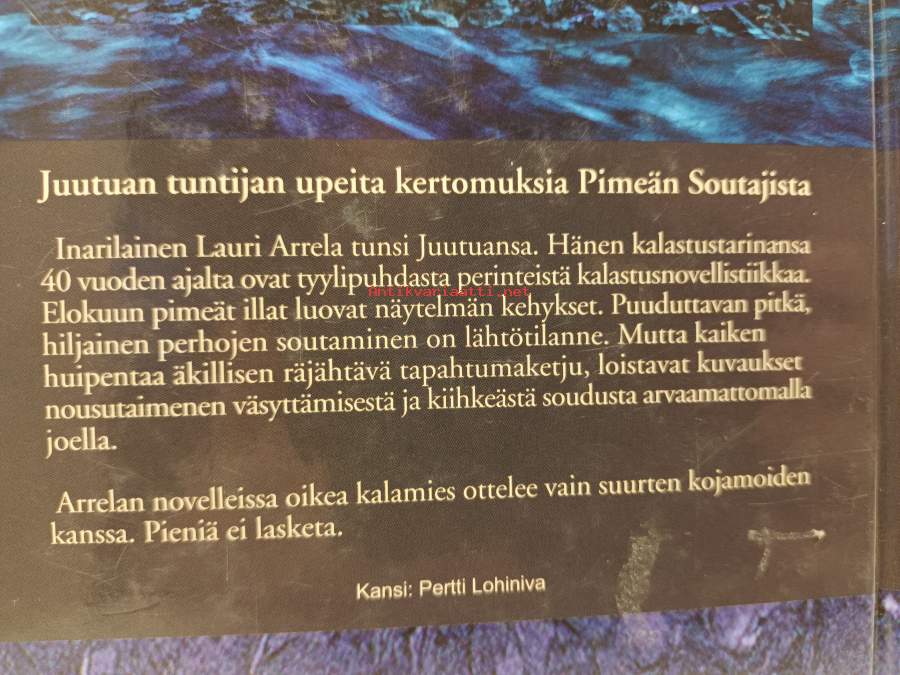 Juutuan tuntijan upeita kertomuksia Pimeän Soutajista
Inarilainen Lauri Arrela tunsi Juutuansa. Hänen kalastustarinansa
40 vuoden ajalta ovat tyylipuhdasta perinteistä kalastusnovellistiikkaa.
Antikvariaatti.net
Elokuun pimeät illat luovat näytelmän kehykset. Puuduttavan pitkä,
hiljainen perhojen soutaminen on lähtötilanne. Mutta kaiken
huipentaa äkillisen räjähtävä tapahtumaketju, loistavat kuvaukset
nousutaimenen väsyttämisestä ja kiihkeästä soudusta arvaamattomalla
joella.
Arrelan novelleissa oikea kalamies ottelee vain suurten kojamoiden
kanssa. Pieniä ei lasketa.
Kansi: Pertti Lohiniva